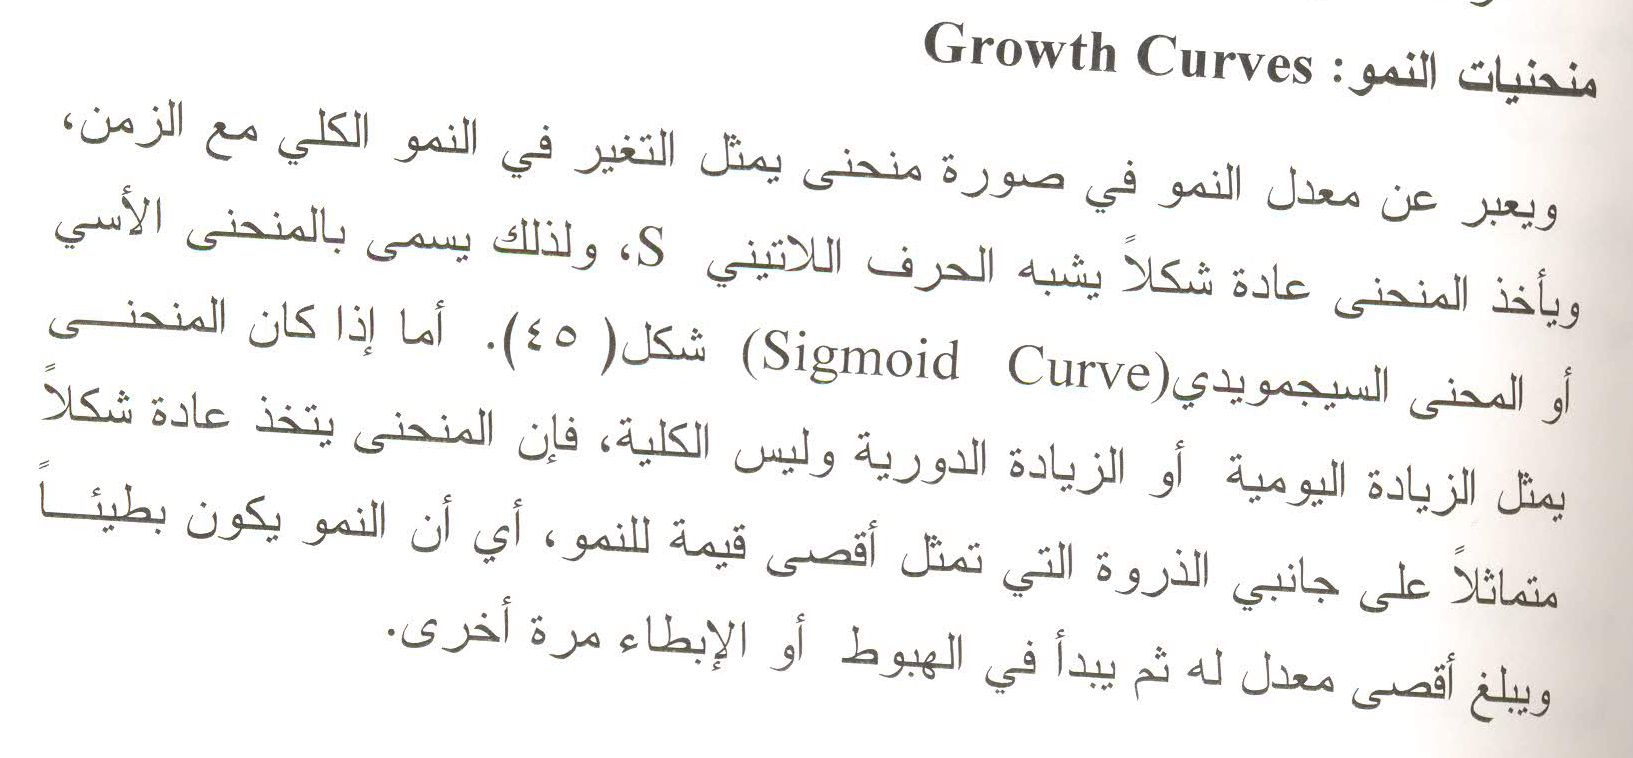 منحنيات النمو: Growth Curves
ويعبر عن معدل النمو في صورة منحنى يمثل التغير في النمو الكلي مع الزمن،
ويأخذ المنحنى عادة شكلاً يشبه الحرف اللاتيني S، ولذلك يسمى بالمنحنى الأسي
أو المحنى السيجمويدي(Sigmoid Curve) شكل( ٤٥). أما إذا كان المنحنــى
يمثل الزيادة اليومية أو الزيادة الدورية وليس الكلية، فإن المنحنى يتخذ عادة شكلاً
متماثلاً على جانبي الذروة التي تمثل أقصى قيمة للنمو، أي أن النمو يكون بطيئــاً
ويبلغ أقصى معدل له ثم يبدأ في الهبوط أو الإبطاء مرة أخرى.